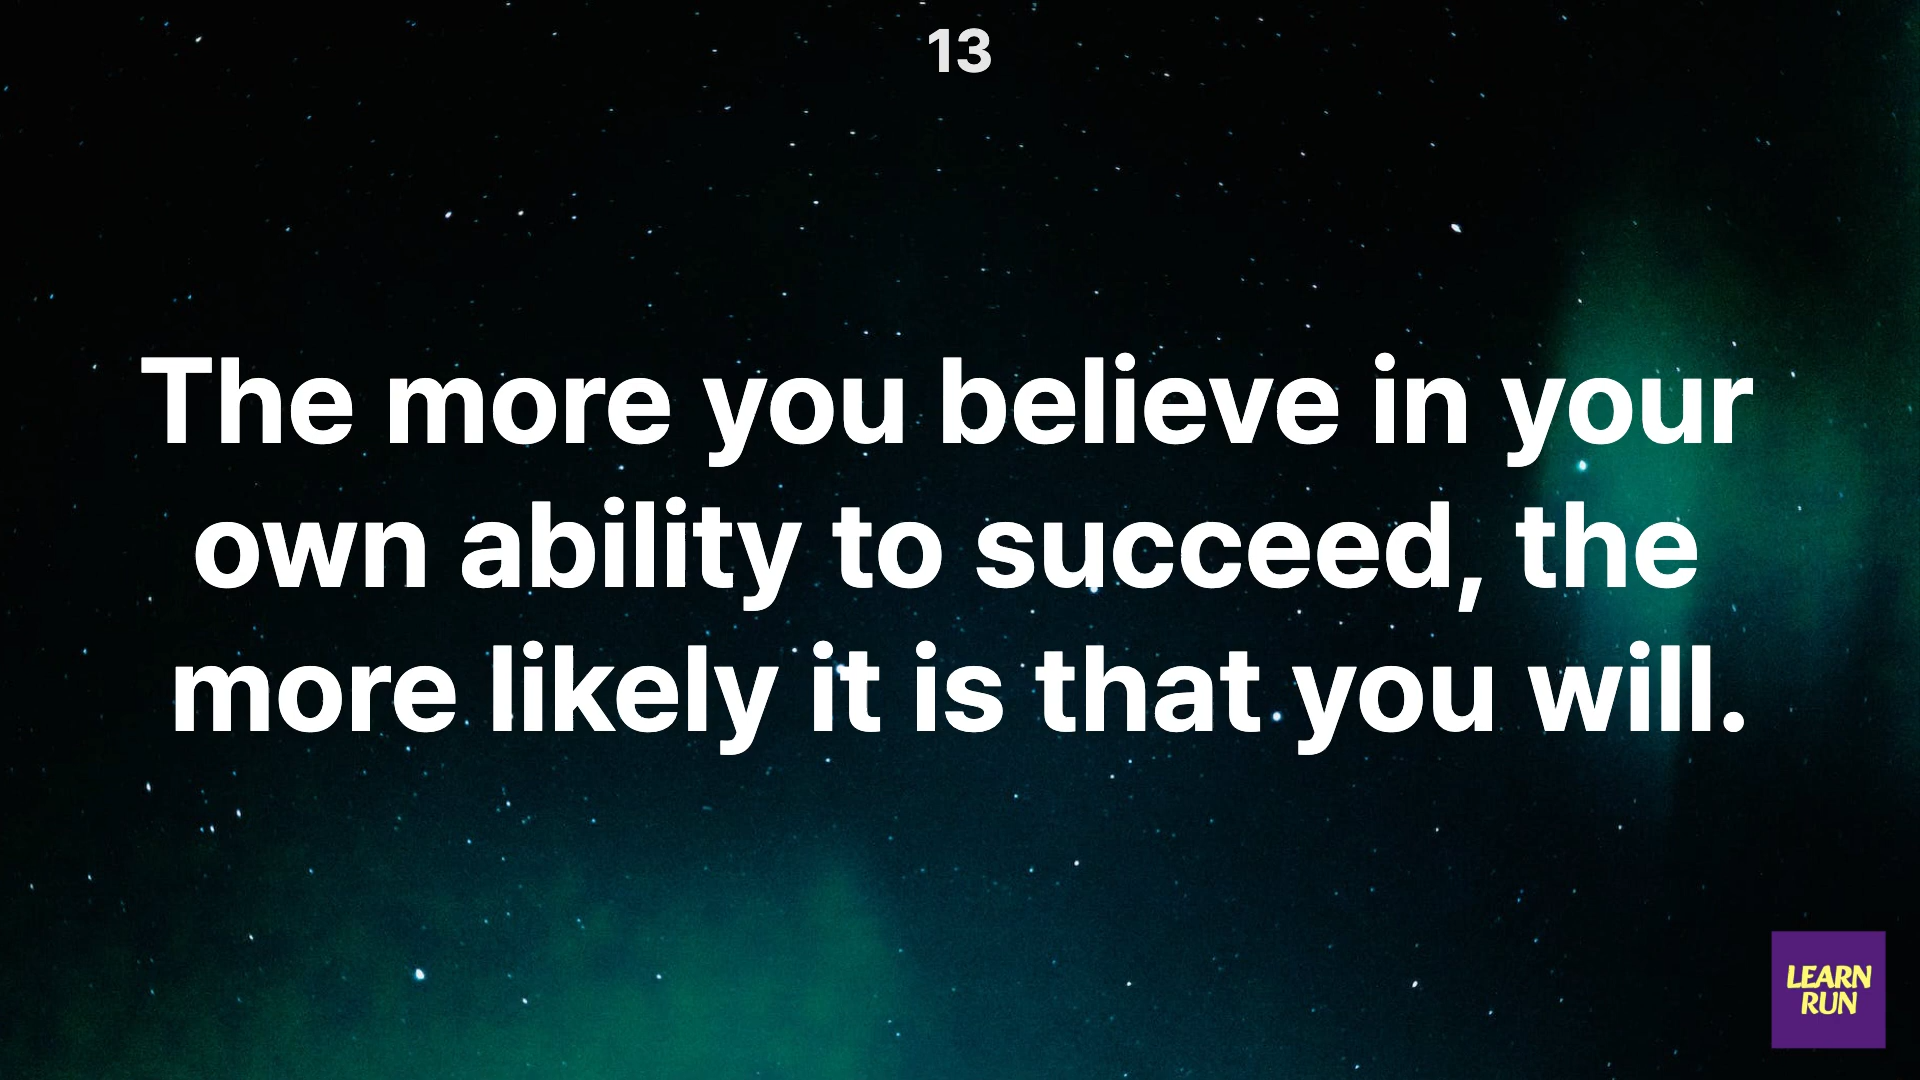 13
The more you believe in your
own ability to succeed, the
more likely it is that you will.
LEARN
RUN